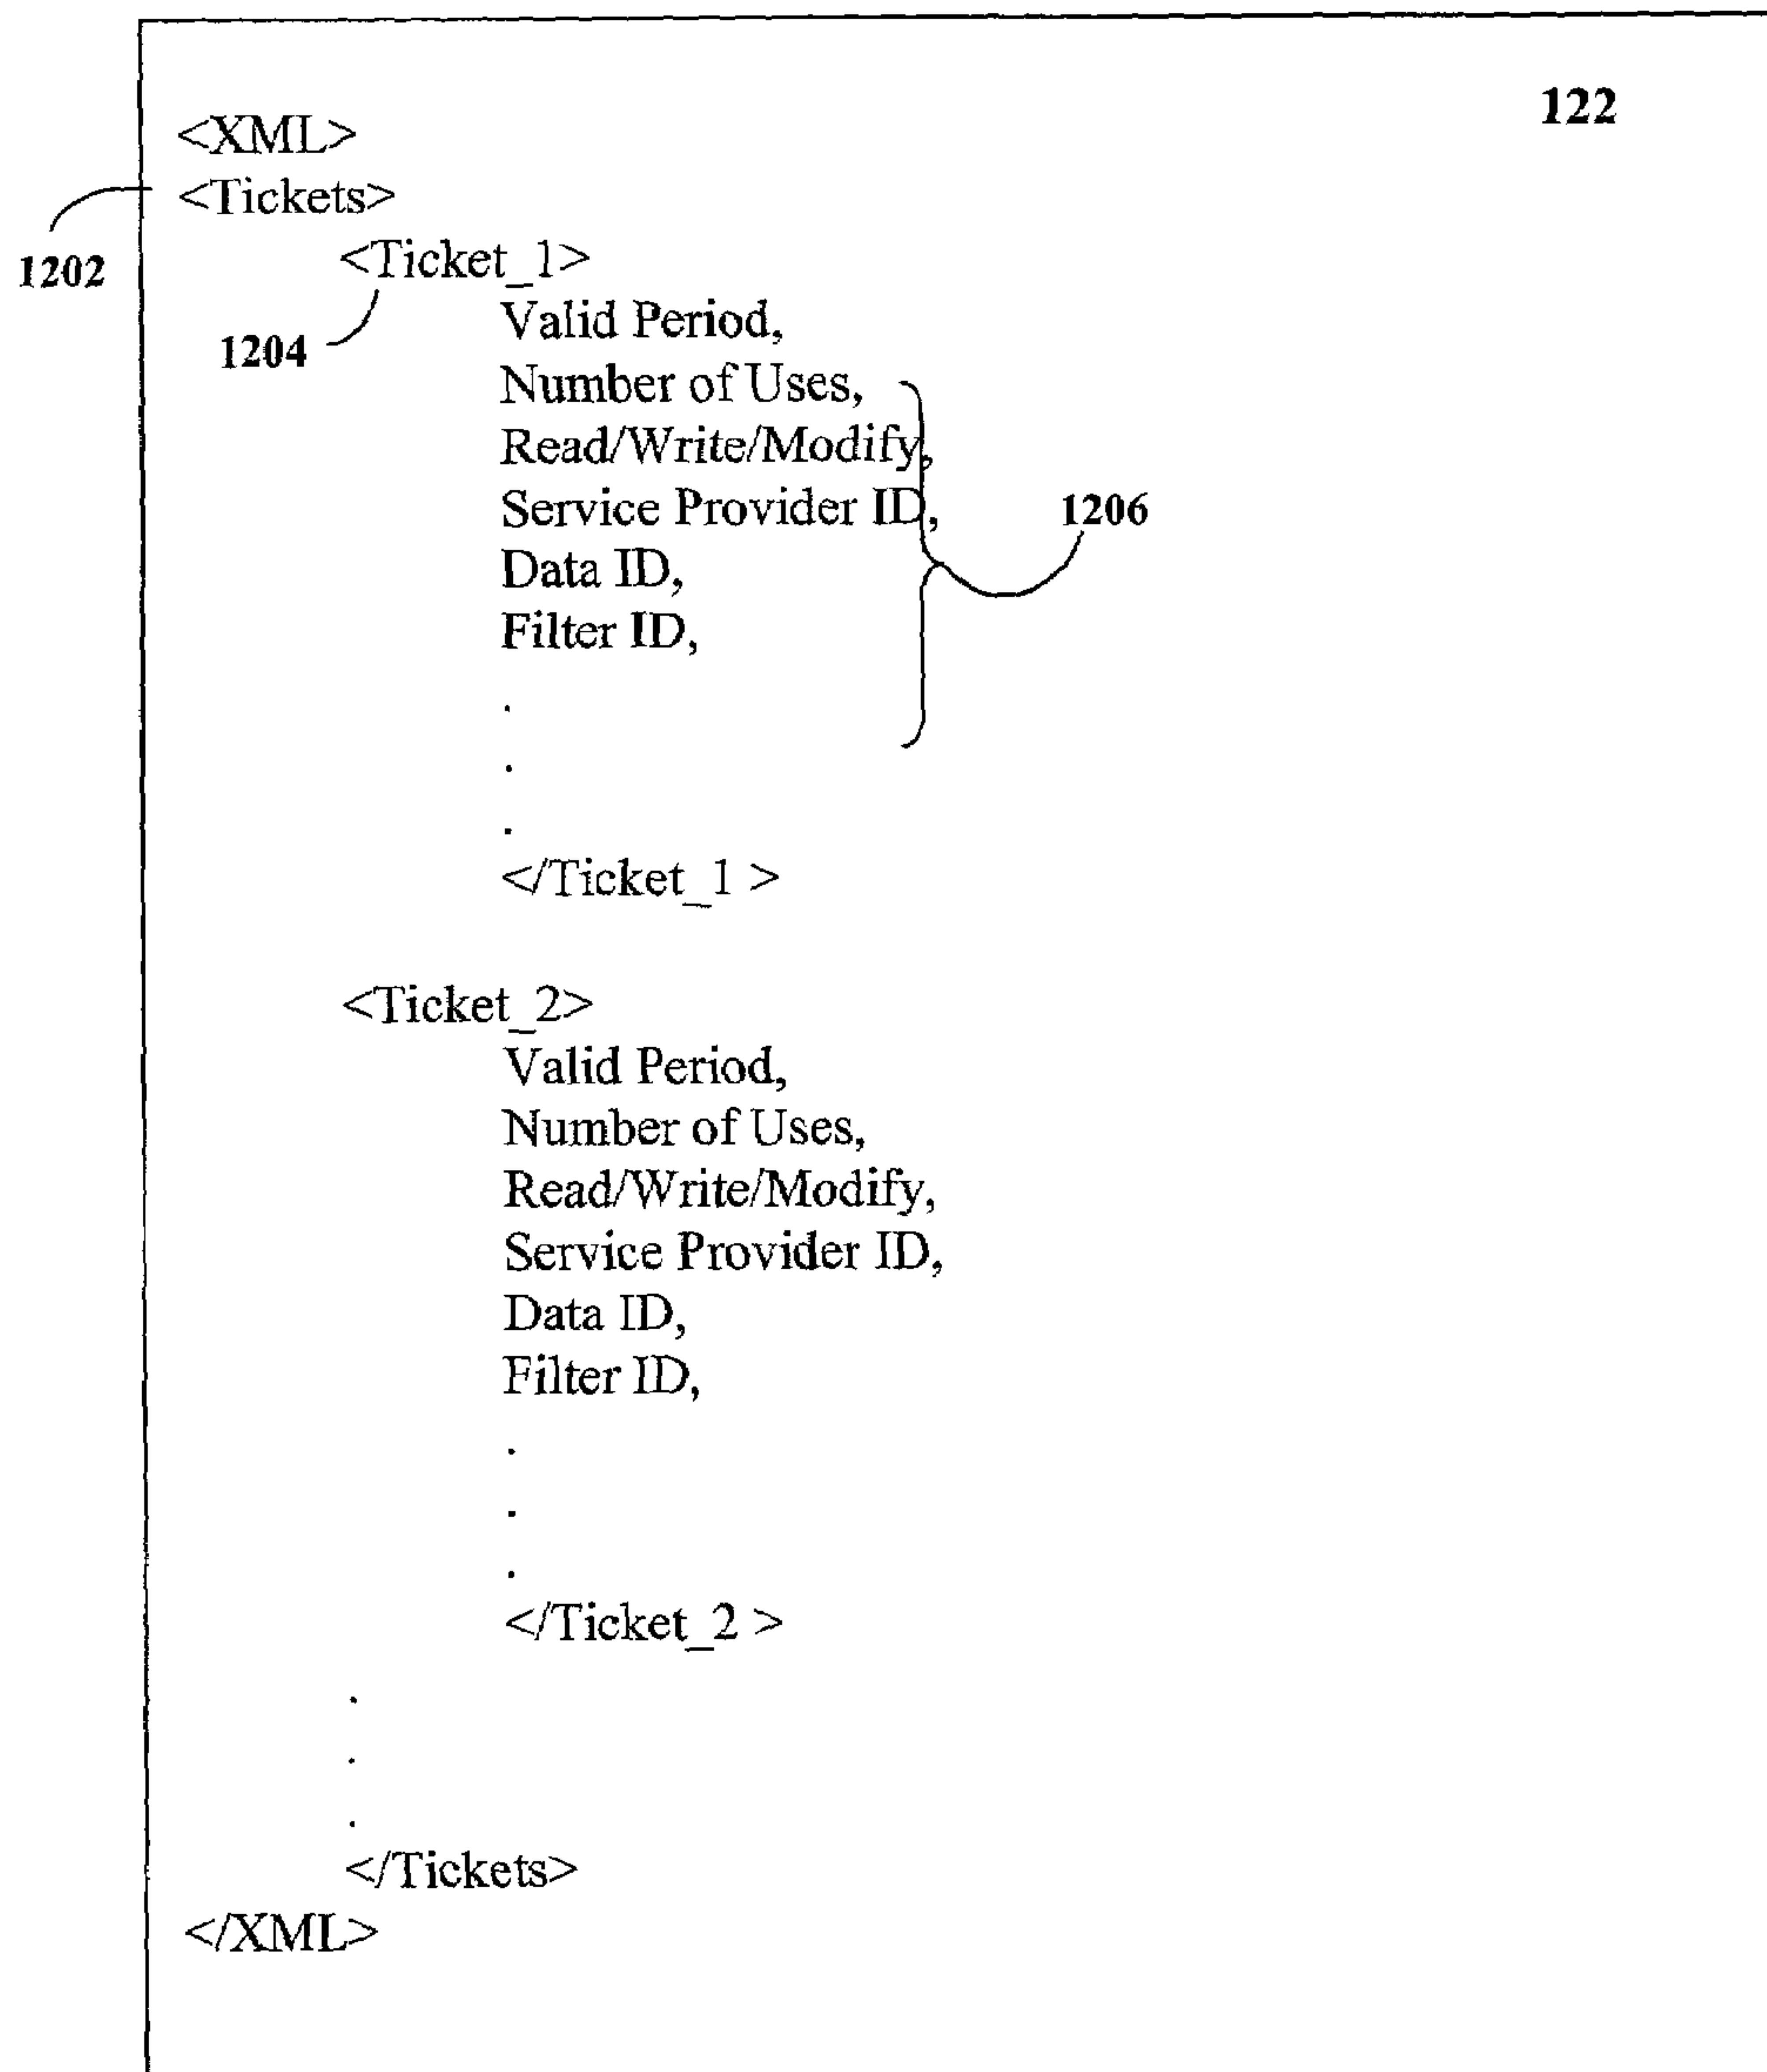 122
<XML>
<Tickets>
1202
<Ticket_1>
1204
Valid Period,
Number of Uses,
Read/Write/Modify,
Service Provider ID,
1206
Data ID,
Filter ID,
.
.
.
</Ticket_1 >
<Ticket_2>
Valid Period,
Number of Uses,
Read/Write/Modify,
Service Provider ID,
Data ID,
Filter ID,
.
.
.
</Ticket_2 >
.
.
.
</Tickets>
</XML>